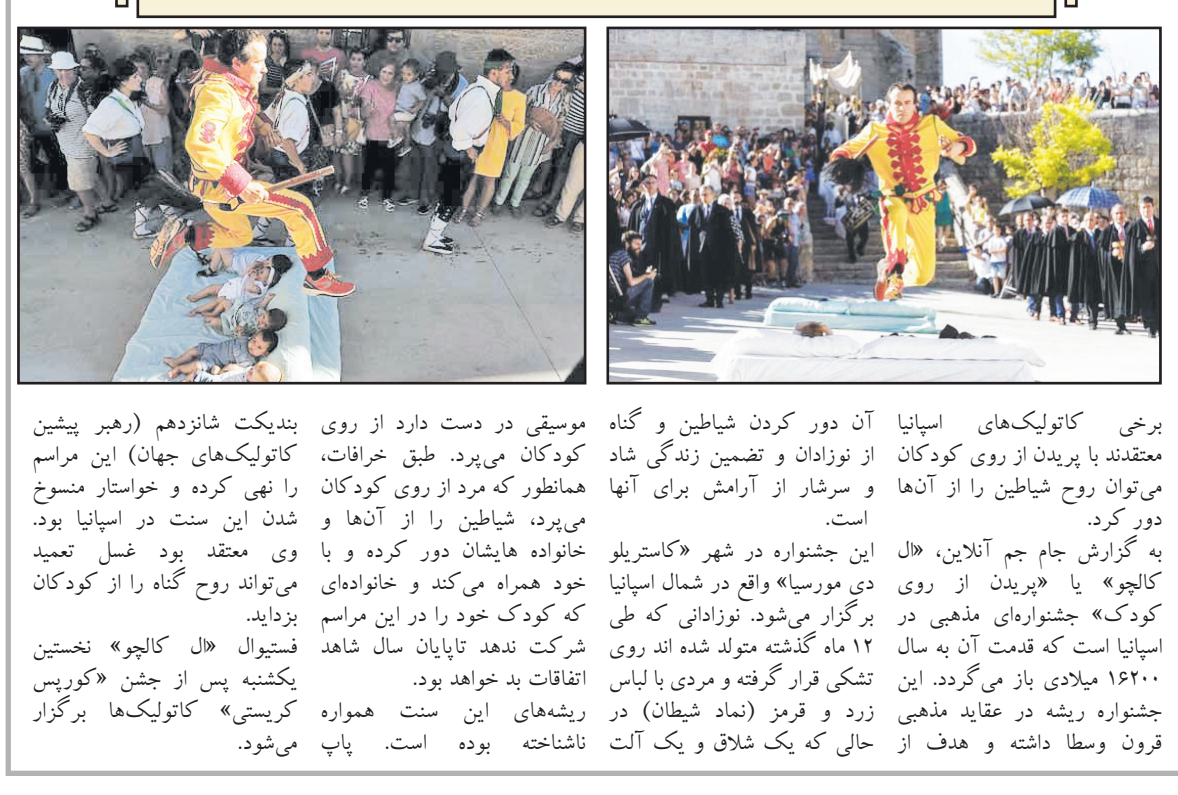 برخی کاتولیک‌های اسپانیا
معتقدند با پریدن از روی کودکان
می‌توان روح شیاطین را از آن‌ها
دور کرد.
به گزارش جام جم آنلاین، «ال
کالچو» یا «پریدن از روی
کودک» جشنواره‌ای مذهبی در
اسپانیا است که قدمت آن به سال
۱۶۲۰۰ میلادی باز می‌گردد. این
جشنواره ریشه در عقاید مذهبی
قرون وسطا داشته و هدف از
آن دور کردن شیاطین و گناه
از نوزادان و تضمین زندگی شاد
و سرشار از آرامش برای آنها
است.
این جشنواره در شهر «کاستریلو
دی مورسیا» واقع در شمال اسپانیا
برگزار می‌شود. نوزادانی که طی
۱۲ ماه گذشته متولد شده اند روی
تشکی قرار گرفته و مردی با لباس
زرد و قرمز (نماد شیطان) در
حالی که یک شلاق و یک آلت
موسیقی در دست دارد از روی
کودکان می‌پرد. طبق خرافات،
همانطور که مرد از روی کودکان
می‌پرد، شیاطین را از آن‌ها و
خانواده هایشان دور کرده و با
خود همراه می‌کند و خانواده‌ای
که کودک خود را در این مراسم
شرکت ندهد تاپایان سال شاهد
اتفاقات بد خواهد بود.
ریشه‌های این سنت همواره
ناشناخته بوده است. پاپ
بندیکت شانزدهم (رهبر پیشین
کاتولیک‌های جهان) این مراسم
را نهی کرده و خواستار منسوخ
شدن این سنت در اسپانیا بود.
وی معتقد بود غسل تعمید
می‌تواند روح گناه را از کودکان
بزداید.
فستیوال «ال کالچو» نخستین
یکشنبه پس از جشن «کورپس
کریستی» کاتولیک‌ها برگزار
می‌شود.